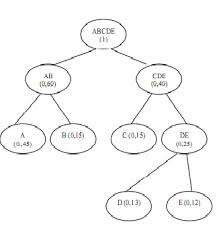 ABCDE
(1)
AB
(0,60)
CDE
(0,40)
A
(0,45)
B (0,15)
C (0,15)
DE
(0,25)
D (0,13)
E (0,12)